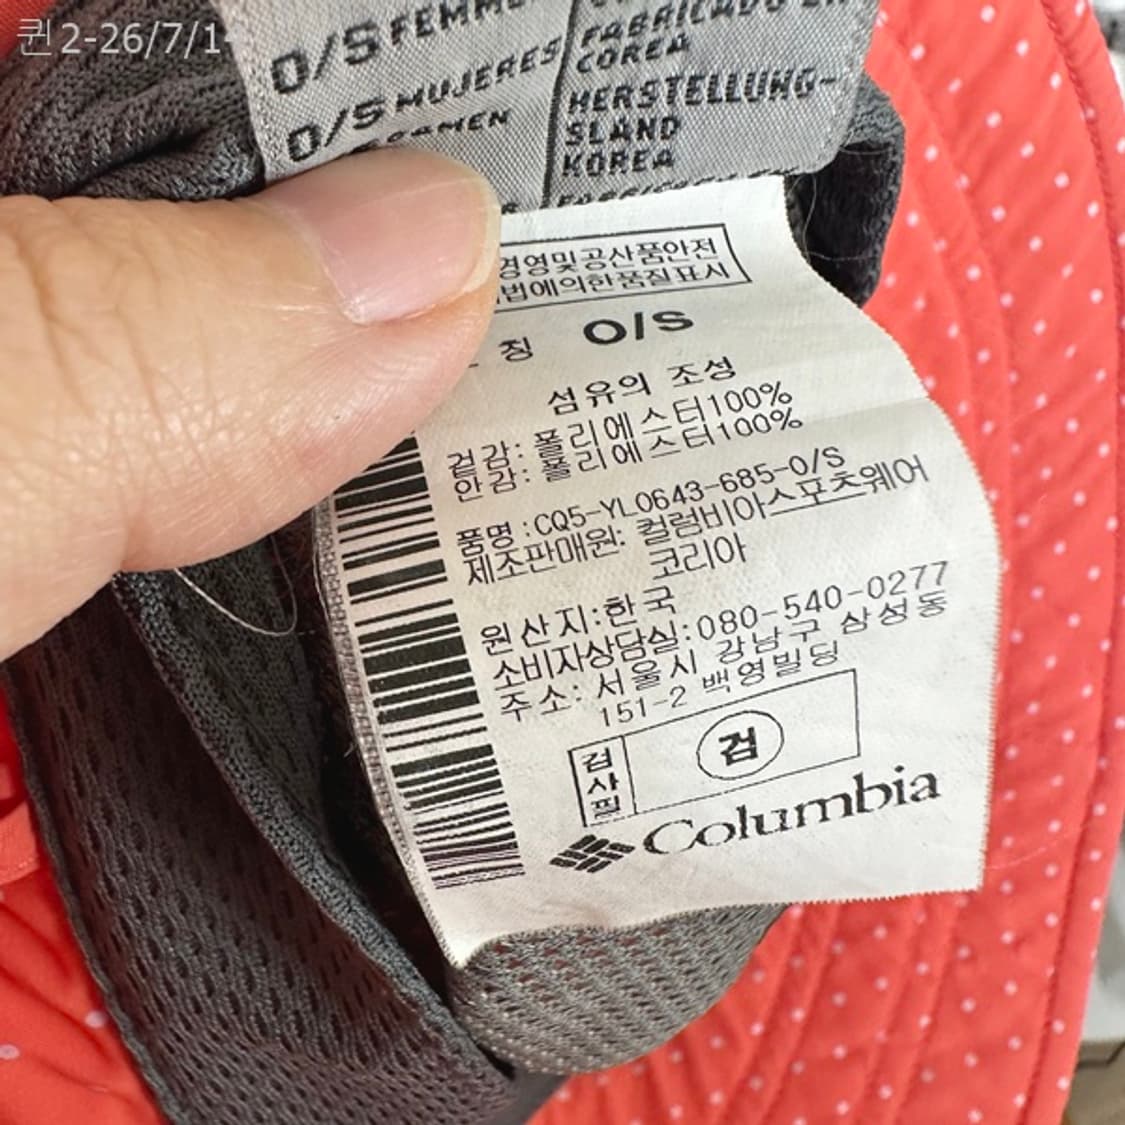 퀸2-26/7/1
O/S FEMME
O/S MUJERES
FABRICADO EN
COREA
HERSTELLUNG-
SLAND
KOREA
경영및공산품안전
법에의한품질표시
징 O/S
섬유의 조성
겉감: 폴리에스터100%
안감: 폴리에스터100%
품명:CQ5-YL0643-685-O/S
제조판매원: 컬럼비아스포츠웨어
코리아
원산지:한국
소비자상담실:080-540-0277
주소: 서울시 강남구 삼성동
151-2 백영빌딩
검사필 검
Columbia